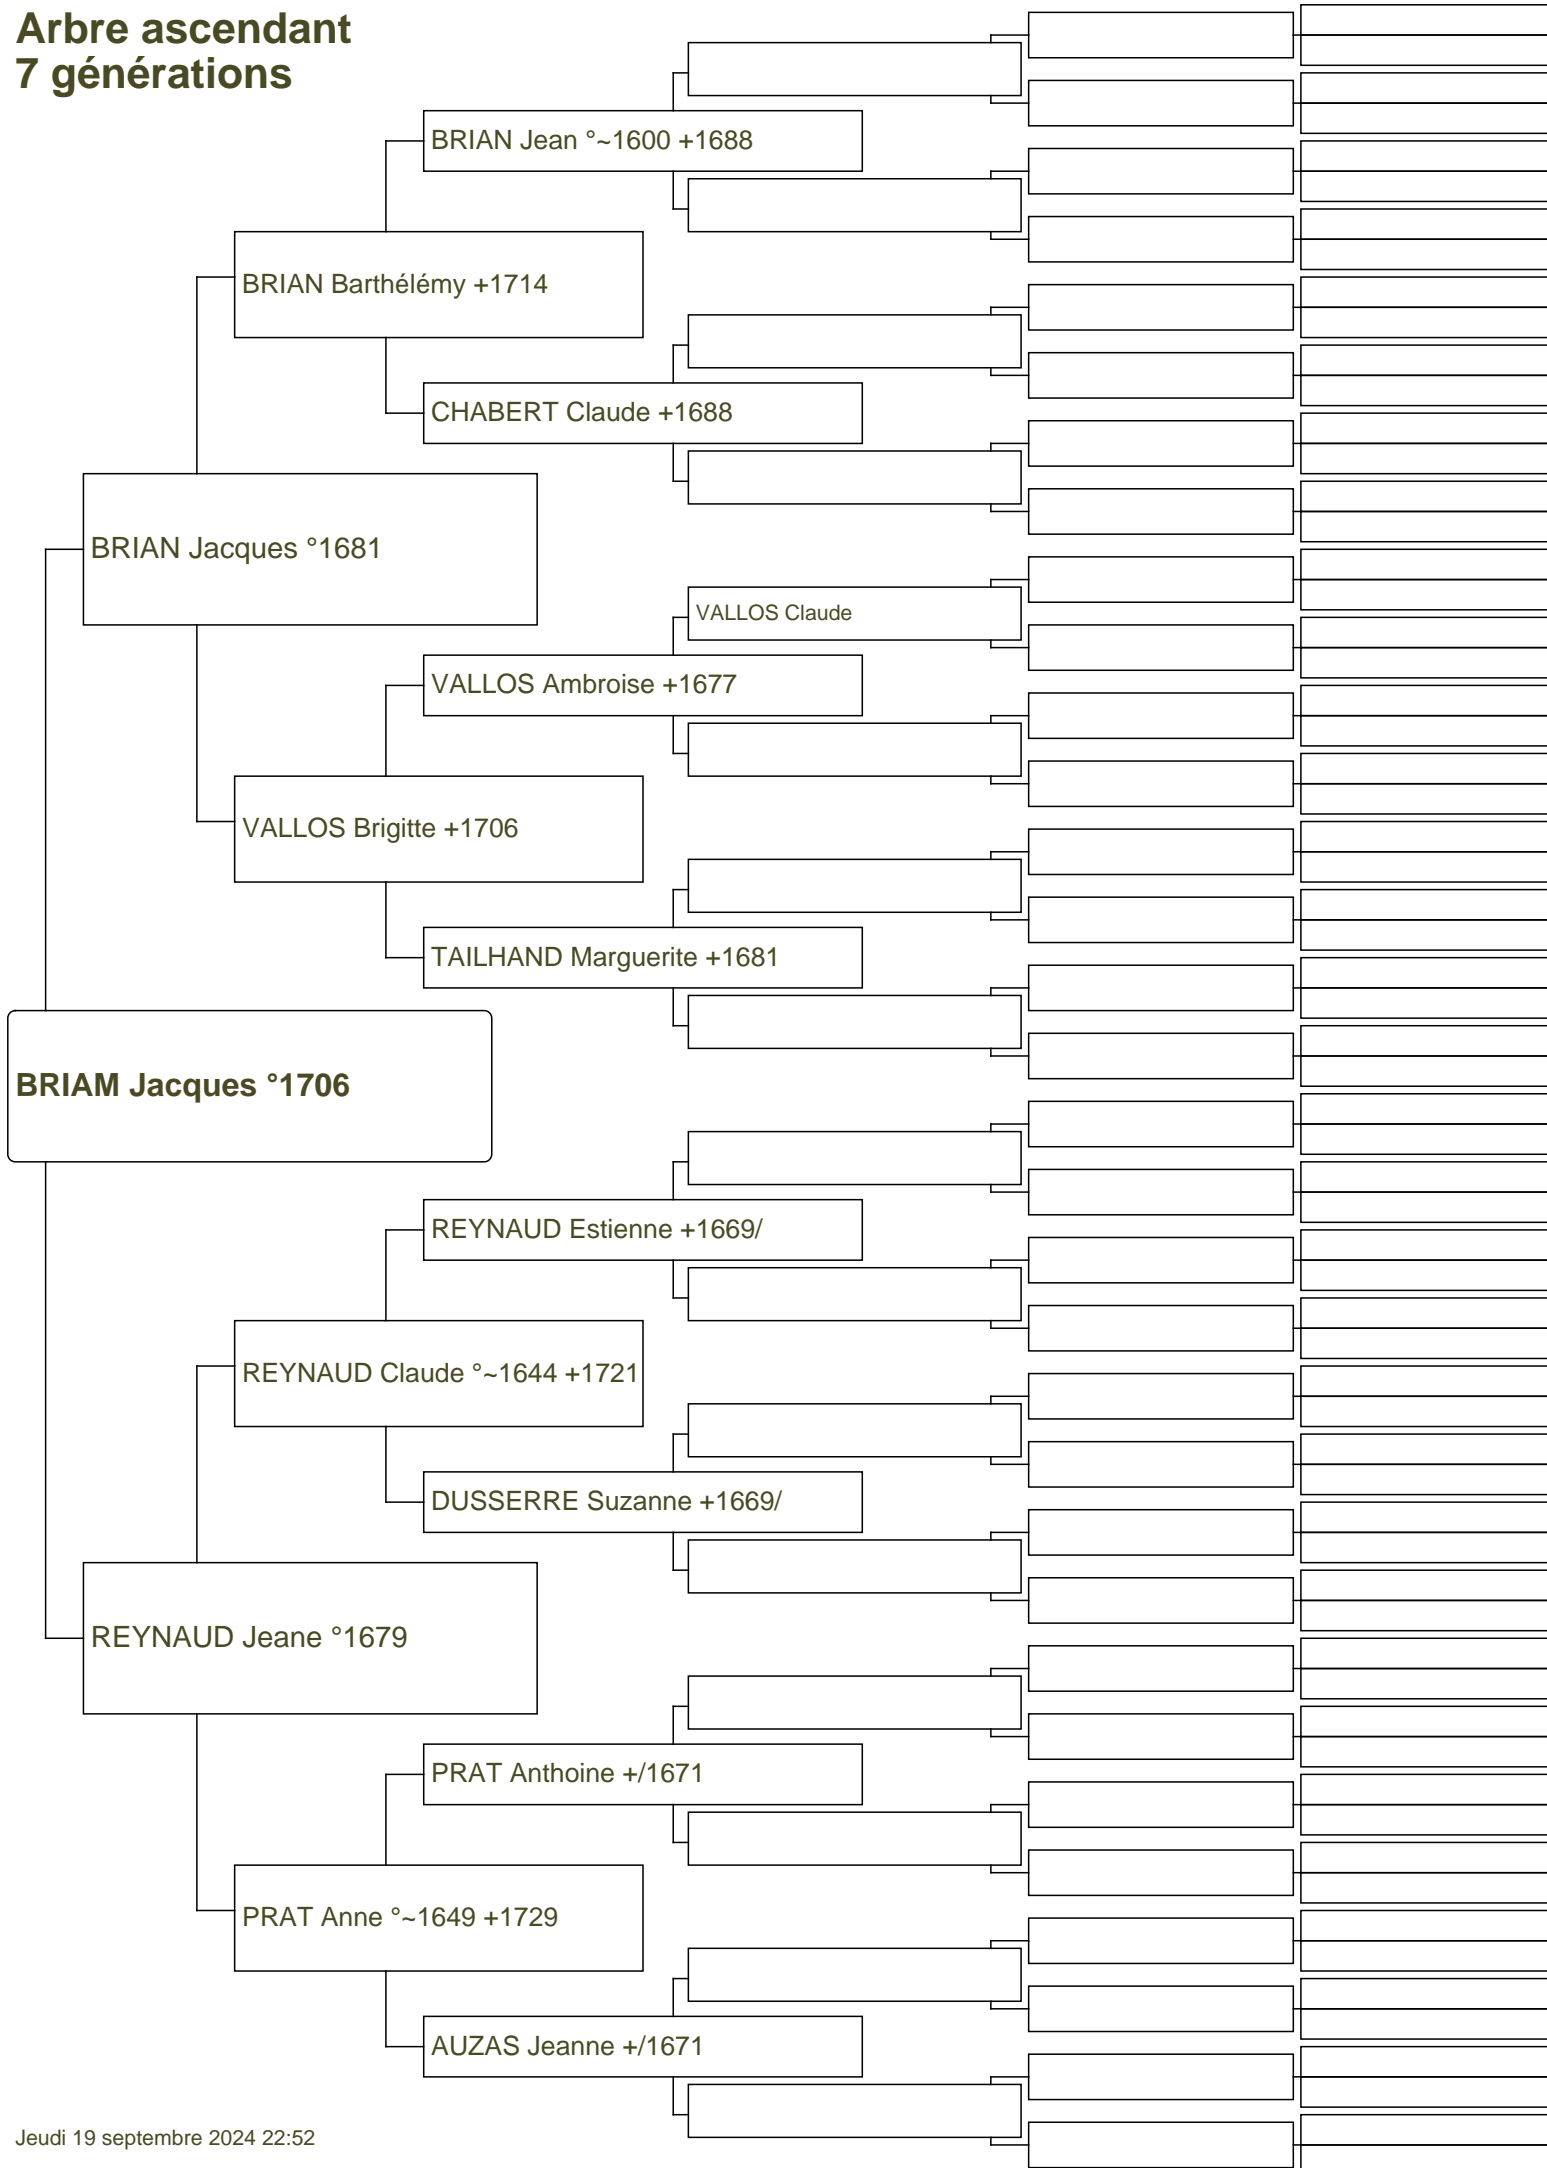 Arbre ascendant
7 générations
BRIAN Jean °~1600 +1688
BRIAN Barthélémy +1714
CHABERT Claude +1688
BRIAN Jacques °1681
VALLOS Claude
VALLOS Ambroise +1677
VALLOS Brigitte +1706
TAILHAND Marguerite +1681
BRIAM Jacques °1706
REYNAUD Estienne +1669/
REYNAUD Claude °~1644 +1721
DUSSERRE Suzanne +1669/
REYNAUD Jeane °1679
PRAT Anthoine +/1671
PRAT Anne °~1649 +1729
AUZAS Jeanne +/1671
Jeudi 19 septembre 2024 22:52